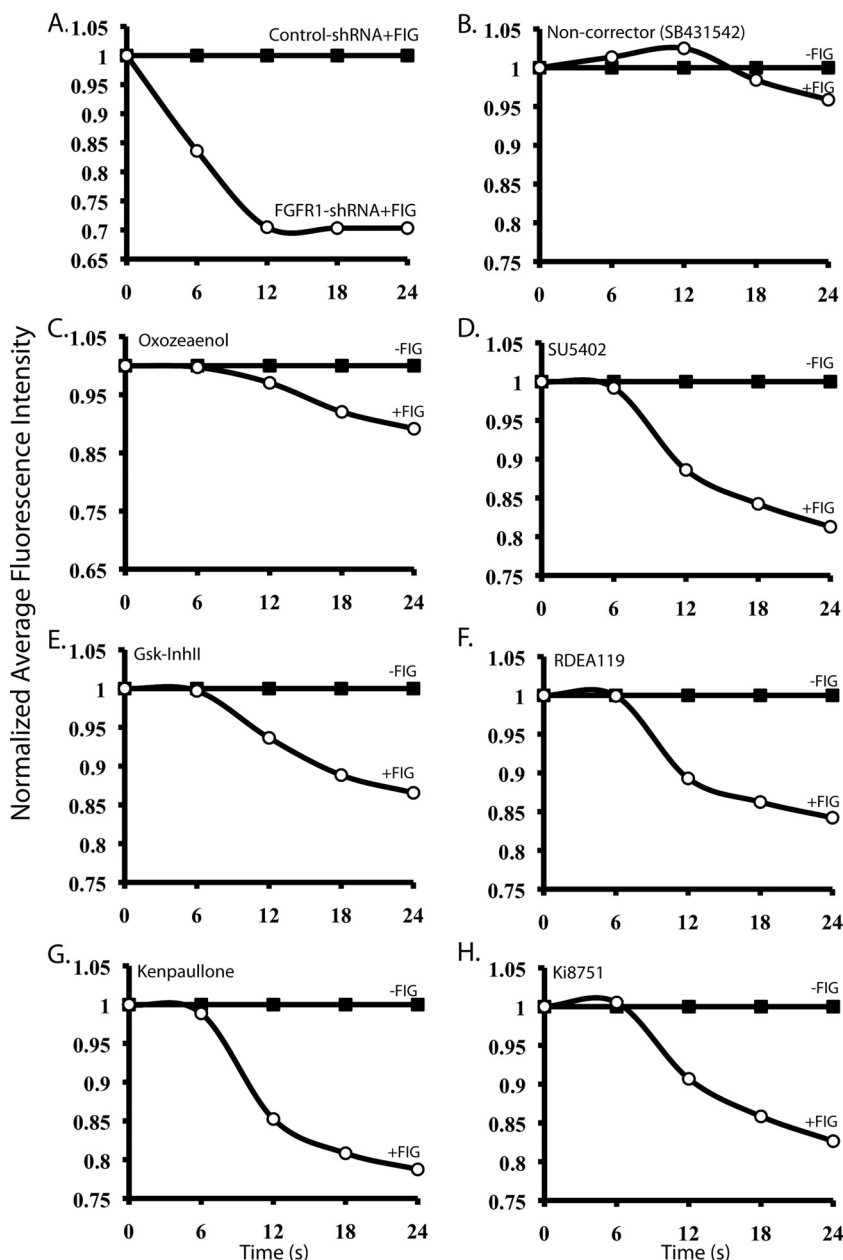 Normalized Average Fluorescence Intensity
A.
1.05
1
0.95
0.9
0.85
0.8
0.75
0.7
0.65
Control-shRNA+FIG
FGFR1-shRNA+FIG
0 6 12 18 24
B.
1.05
1
0.95
0.9
0.85
0.8
0.75
Non-corrector (SB431542)
-FIG
+FIG
0 6 12 18 24
C.
1.05
0.95
0.85
0.75
0.65
Oxozeaenol
-FIG
+FIG
0 6 12 18 24
D.
1.05
1
0.95
0.9
0.85
0.8
0.75
SU5402
-FIG
+FIG
0 6 12 18 24
E.
1.05
1
0.95
0.9
0.85
0.8
0.75
Gsk-InhII
-FIG
+FIG
0 6 12 18 24
F.
1.05
1
0.95
0.9
0.85
0.8
0.75
RDEA119
-FIG
+FIG
0 6 12 18 24
G.
1.05
1
0.95
0.9
0.85
0.8
0.75
Kenpaullone
-FIG
+FIG
0 6 12 18 24
Time (s)
H.
1.05
1
0.95
0.9
0.85
0.8
0.75
Ki8751
-FIG
+FIG
0 6 12 18 24
Time (s)